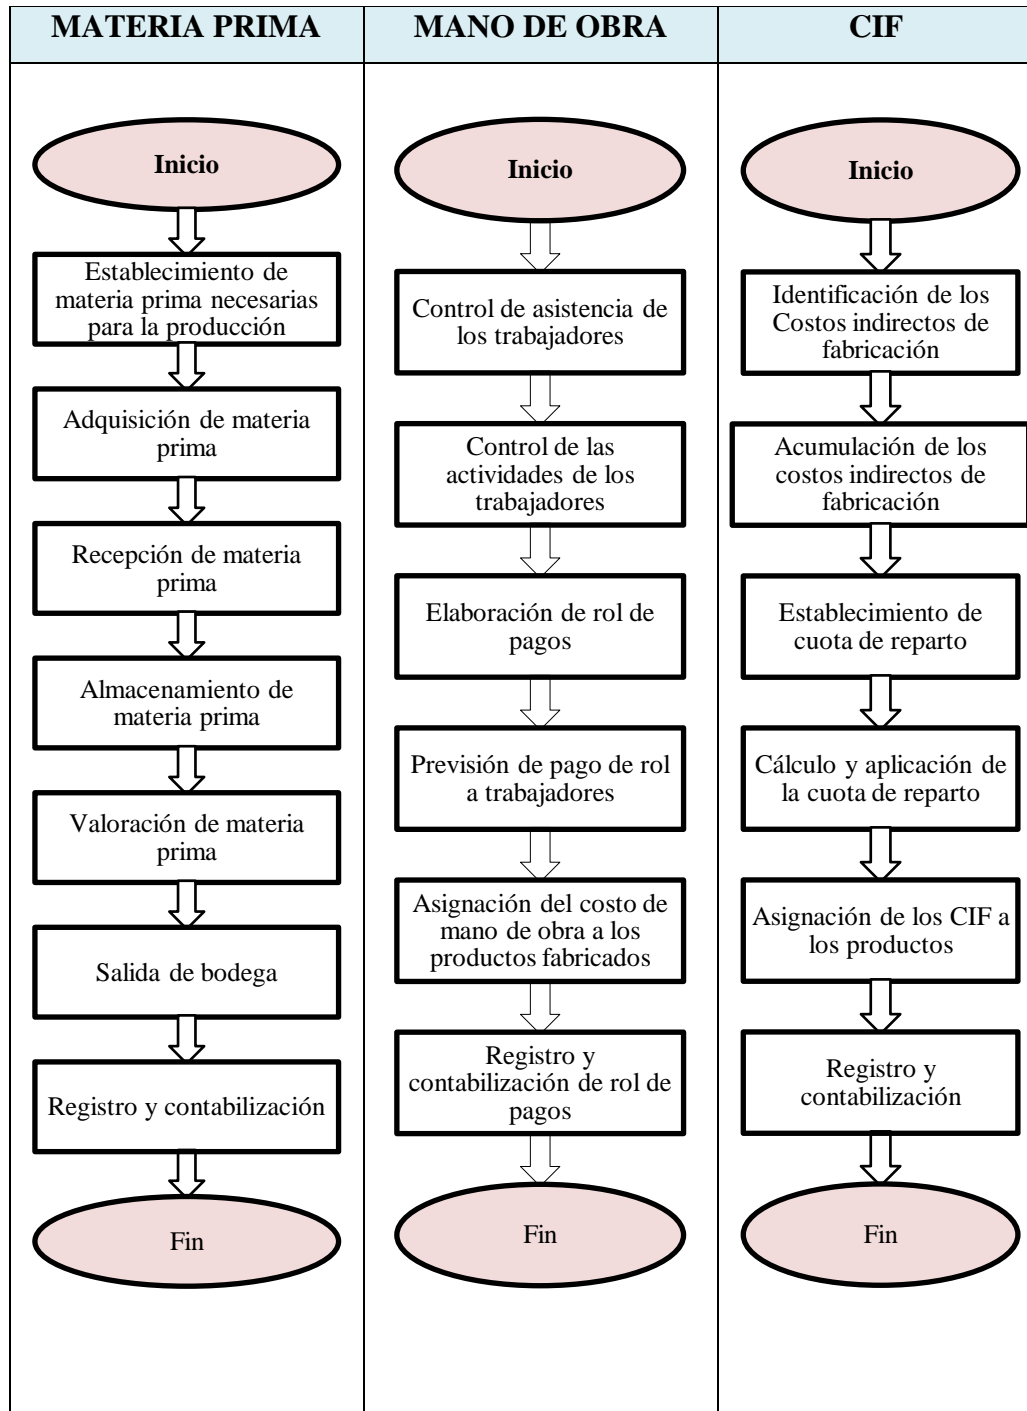 MATERIA PRIMA
Inicio
Establecimiento de
materia prima necesarias
para la producción
Adquisición de materia
prima
Recepción de materia
prima
Almacenamiento de
materia prima
Valoración de materia
prima
Salida de bodega
Registro y contabilización
Fin
MANO DE OBRA
Inicio
Control de asistencia de
los trabajadores
Control de las
actividades de los
trabajadores
Elaboración de rol de
pagos
Previsión de pago de rol
a trabajadores
Asignación del costo de
mano de obra a los
productos fabricados
Registro y
contabilización de rol de
pagos
Fin
CIF
Inicio
Identificación de los
Costos indirectos de
fabricación
Acumulación de los
costos indirectos de
fabricación
Establecimiento de
cuota de reparto
Cálculo y aplicación de
la cuota de reparto
Asignación de los CIF a
los productos
Registro y
contabilización
Fin